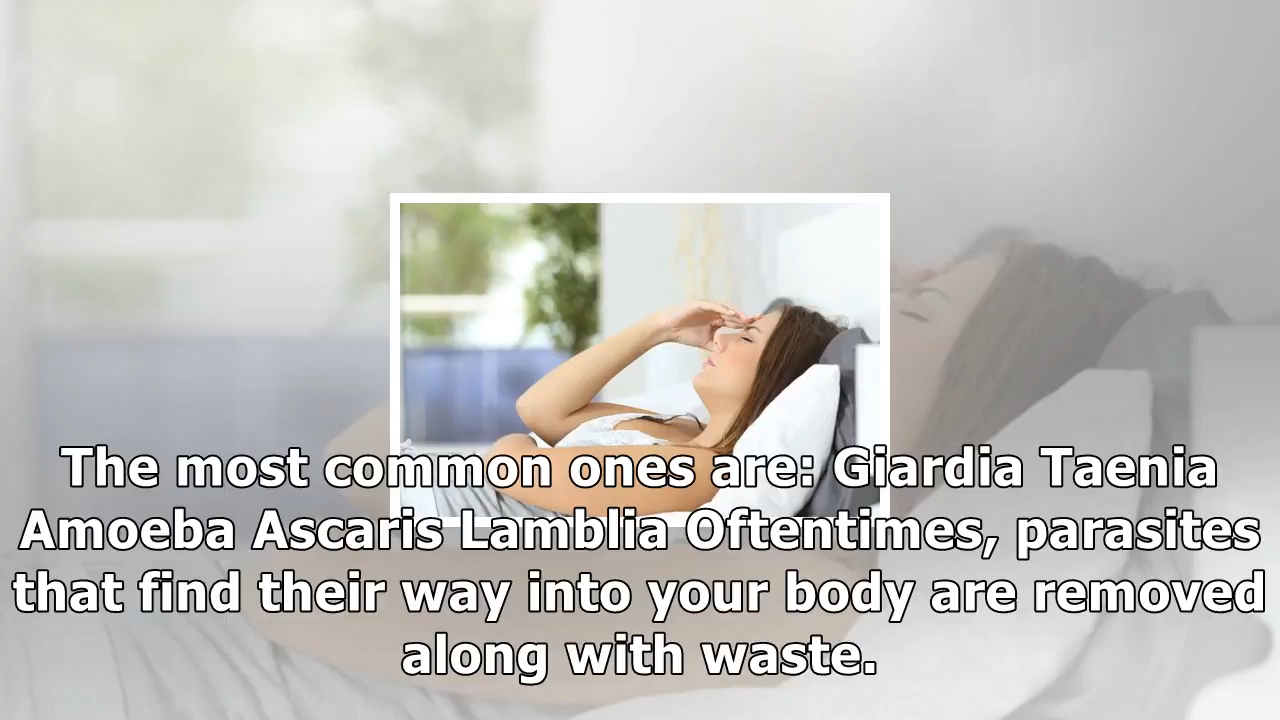 The most common ones are: Giardia Taenia
Amoeba Ascaris Lamblia Oftentimes, parasites
that find their way into your body are removed
along with waste.